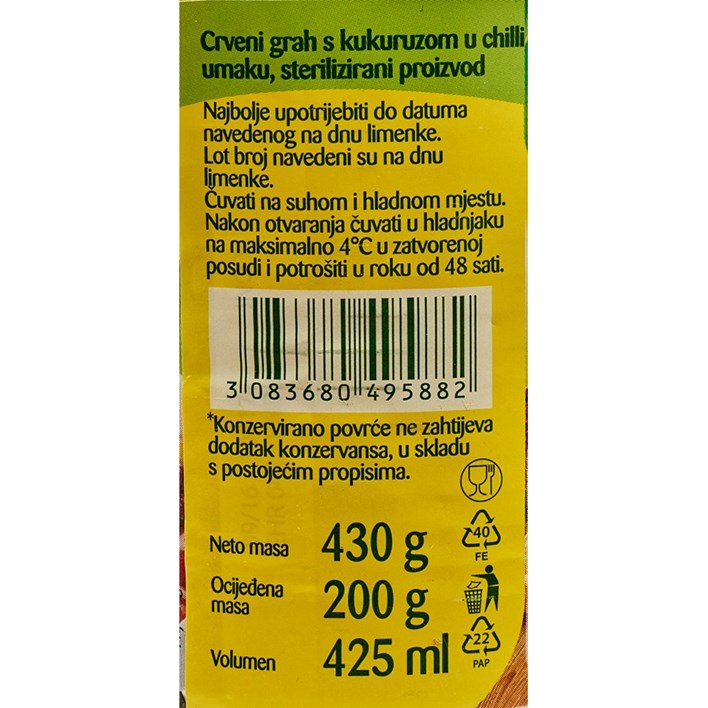 Crveni grah s kukuruzom u chilli
umaku, sterilizirani proizvod
Najbolje upotrijebiti do datuma
navedenog na dnu limenke.
Lot broj navedeni su na dnu
limenke.
Čuvati na suhom i hladnom mjestu.
Nakon otvaranja čuvati u hladnjaku
na maksimalno 4°C u zatvorenoj
posudi i potrošiti u roku od 48 sati.
3 083680 495882
*Konzervirano povrće ne zahtijeva
dodatak konzervansa, u skladu
s postojećim propisima.
Neto masa 430 g
40
FE
Ocijeđena
masa 200 g
Volumen 425 ml
22
PAP